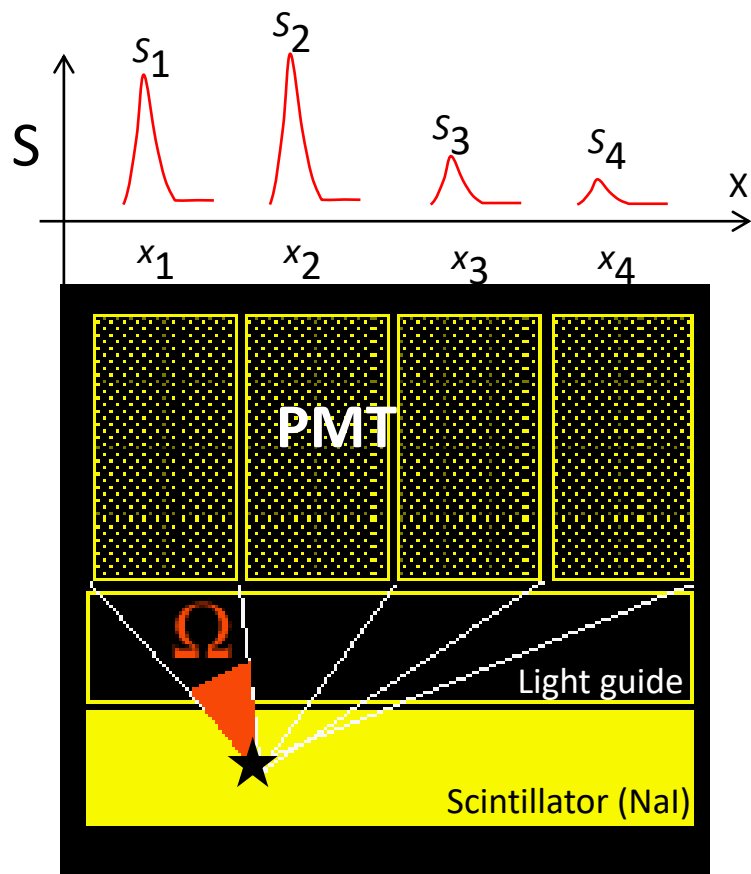 S1 S2 S3 S4
S
X
x1 x2 x3 x4
PMT
Ω
Light guide
Scintillator (NaI)